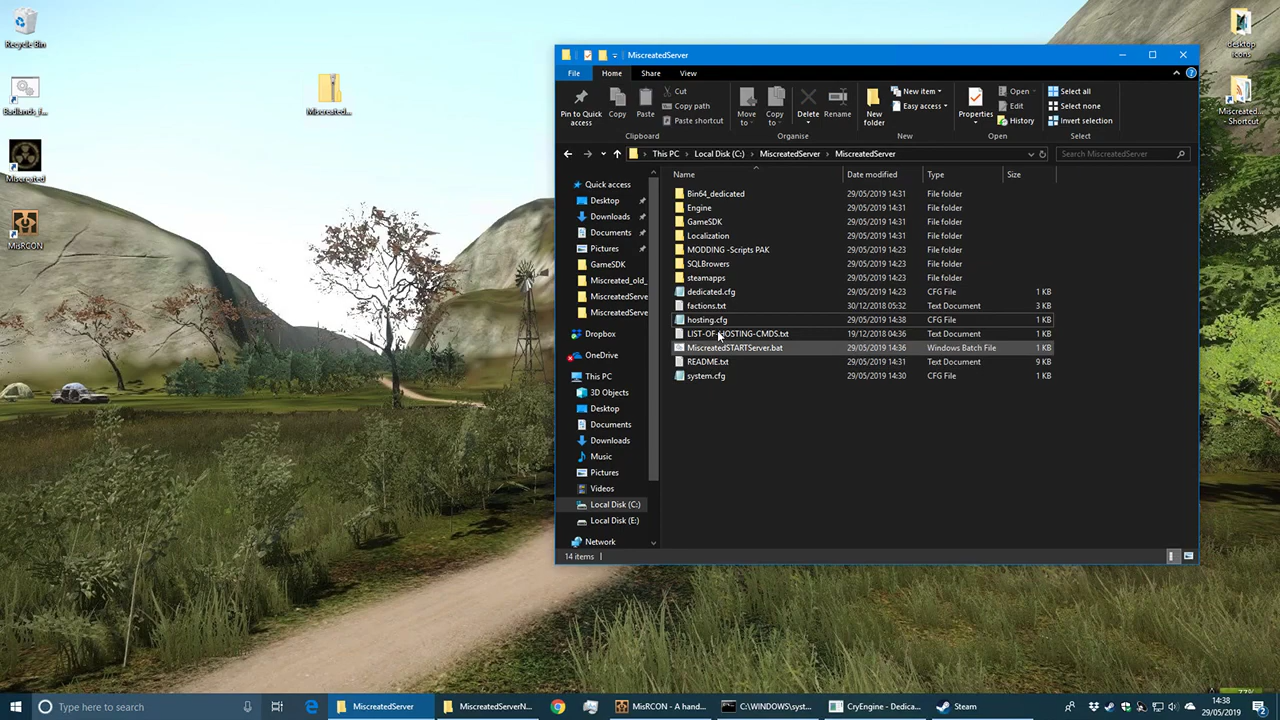 Recycle Bin
Badlands_f...
Miscreated
MisRCON
Miscreated...
desktop
icons
Miscreated...
- Shortcut
MiscreatedServer
File
Home
Share
View
Pin to Quick
access
Copy
Paste
Cut
Copy path
Paste shortcut
Clipboard
Move
to
Copy
to
Delete
Rename
Organise
New
folder
New item
Easy access
New
Properties
Open
Edit
History
Open
Select all
Select none
Invert selection
Select
This PC > Local Disk (C:) > MiscreatedServer > MiscreatedServer
Search MiscreatedServer
Quick access
Desktop
Downloads
Documents
Pictures
GameSDK
Miscreated_old_
MiscreatedServe
MiscreatedServe
Dropbox
OneDrive
This PC
3D Objects
Desktop
Documents
Downloads
Music
Pictures
Videos
Local Disk (C:)
Local Disk (E:)
Network
Name Date modified Type Size
Bin64_dedicated 29/05/2019 14:31 File folder
Engine 29/05/2019 14:31 File folder
GameSDK 29/05/2019 14:31 File folder
Localization 29/05/2019 14:31 File folder
MODDING -Scripts PAK 29/05/2019 14:23 File folder
SQLBrowers 29/05/2019 14:23 File folder
steamapps 29/05/2019 14:23 File folder
dedicated.cfg 29/05/2019 14:23 CFG File 1 KB
factions.txt 30/12/2018 05:32 Text Document 3 KB
hosting.cfg 29/05/2019 14:38 CFG File 1 KB
LIST-OF-HOSTING-CMDS.txt 19/12/2018 04:36 Text Document 1 KB
MiscreatedSTARTServer.bat 29/05/2019 14:36 Windows Batch File 1 KB
README.txt 29/05/2019 14:31 Text Document 9 KB
system.cfg 29/05/2019 14:30 CFG File 1 KB
14 items
Type here to search
MiscreatedServer
MiscreatedServerN...
MisRCON - A hand...
C:\WINDOWS\syst...
CryEngine - Dedica...
Steam
77%
14:38
29/05/2019
2